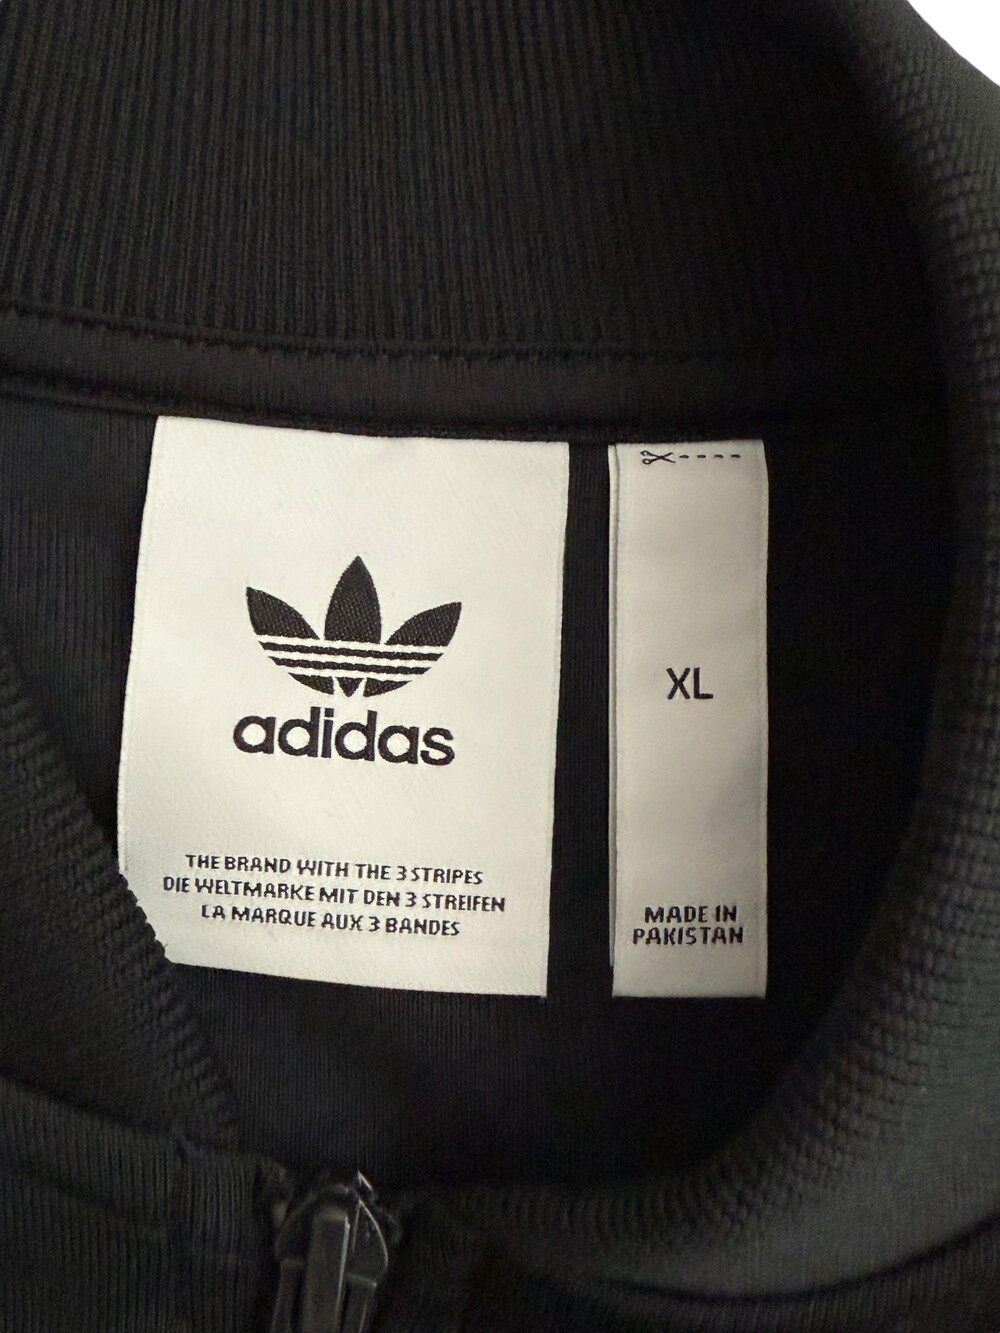 adidas
THE BRAND WITH THE 3 STRIPES
DIE WELTMARKE MIT DEN 3 STREIFEN
LA MARQUE AUX 3 BANDES
XL
MADE IN
PAKISTAN